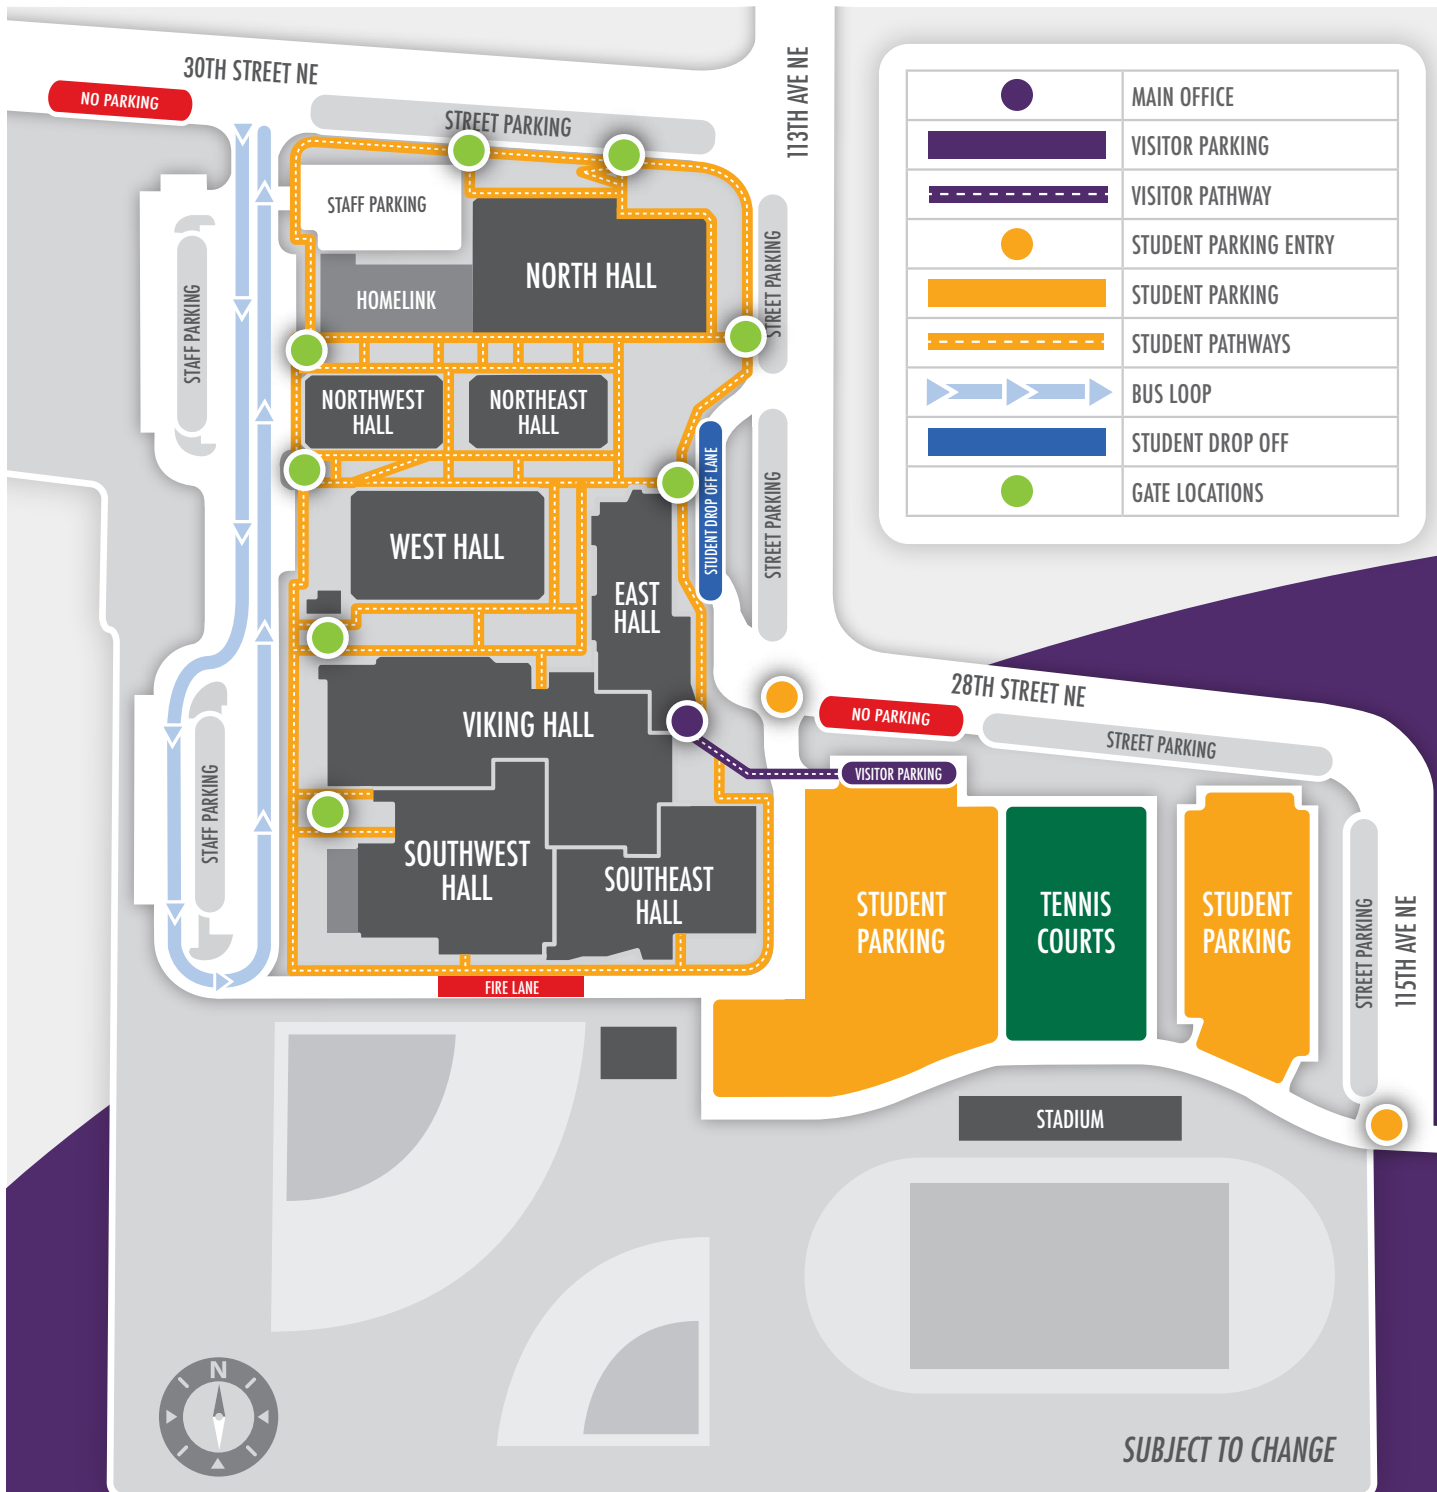 30TH STREET NE
NO PARKING
STREET PARKING
113TH AVE NE
MAIN OFFICE
VISITOR PARKING
VISITOR PATHWAY
STUDENT PARKING ENTRY
STUDENT PARKING
STUDENT PATHWAYS
BUS LOOP
STUDENT DROP OFF
GATE LOCATIONS
STAFF PARKING
STAFF PARKING
HOMELINK
NORTH HALL
STREET PARKING
NORTHWEST
HALL
NORTHEAST
HALL
STUDENT DROP OFF LANE
STREET PARKING
WEST HALL
EAST
HALL
28TH STREET NE
NO PARKING
STREET PARKING
VIKING HALL
VISITOR PARKING
STAFF PARKING
SOUTHWEST
HALL
SOUTHEAST
HALL
STUDENT
PARKING
TENNIS
COURTS
STUDENT
PARKING
STREET PARKING
115TH AVE NE
FIRE LANE
STADIUM
N
SUBJECT TO CHANGE